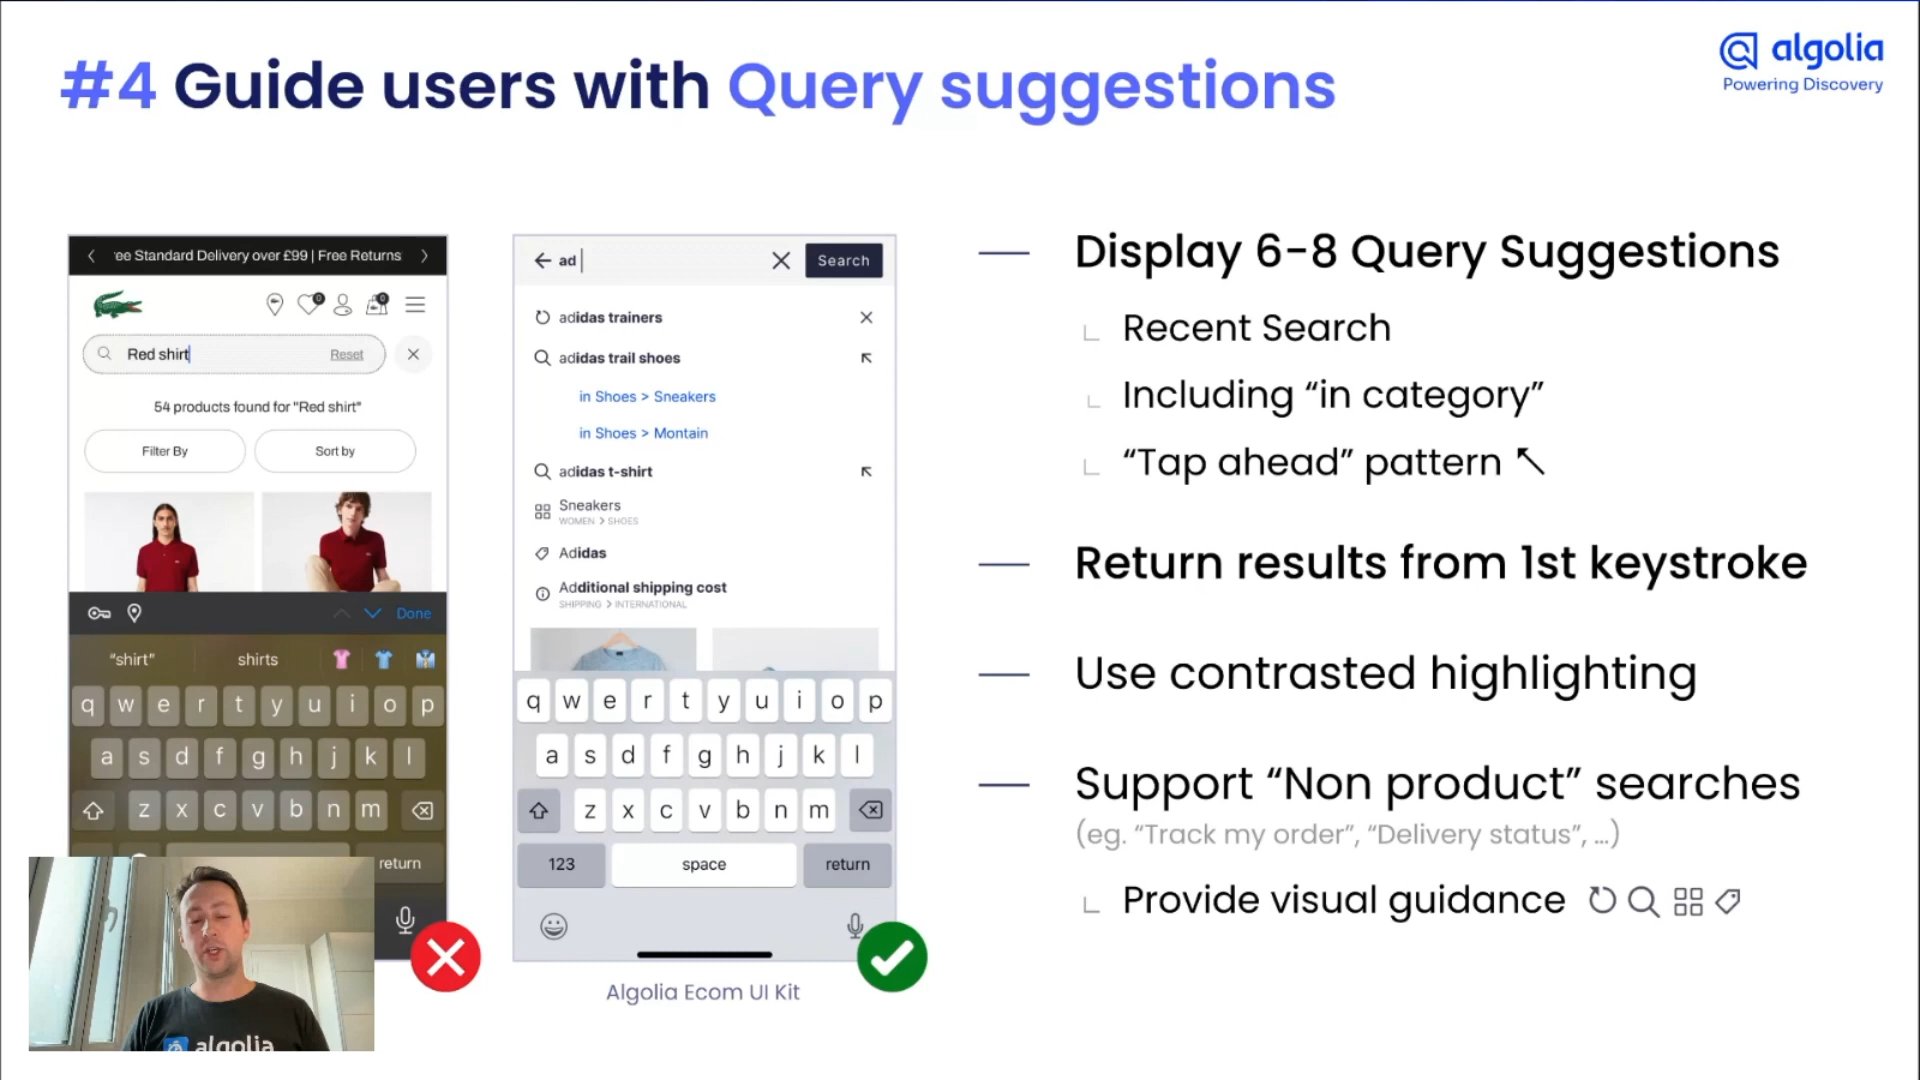 #4 Guide users with Query suggestions
algolia
Powering Discovery
‘ee Standard Delivery over £99 | Free Returns
0
0
Red shirt
Reset
54 products found for "Red shirt"
Filter By
Sort by
Done
“shirt”
shirts
q w e r t y u i o p
a s d f g h j k l
z x c v b n m
return
algolia
ad
Search
adidas trainers
adidas trail shoes
in Shoes > Sneakers
in Shoes > Montain
adidas t-shirt
Sneakers
WOMEN > SHOES
Adidas
Additional shipping cost
SHIPPING > INTERNATIONAL
q w e r t y u i o p
a s d f g h j k l
z x c v b n m
123
space
return
Algolia Ecom UI Kit
Display 6-8 Query Suggestions
Recent Search
Including “in category”
“Tap ahead” pattern
Return results from 1st keystroke
Use contrasted highlighting
Support “Non product” searches
(eg. “Track my order”, “Delivery status”, ...)
Provide visual guidance